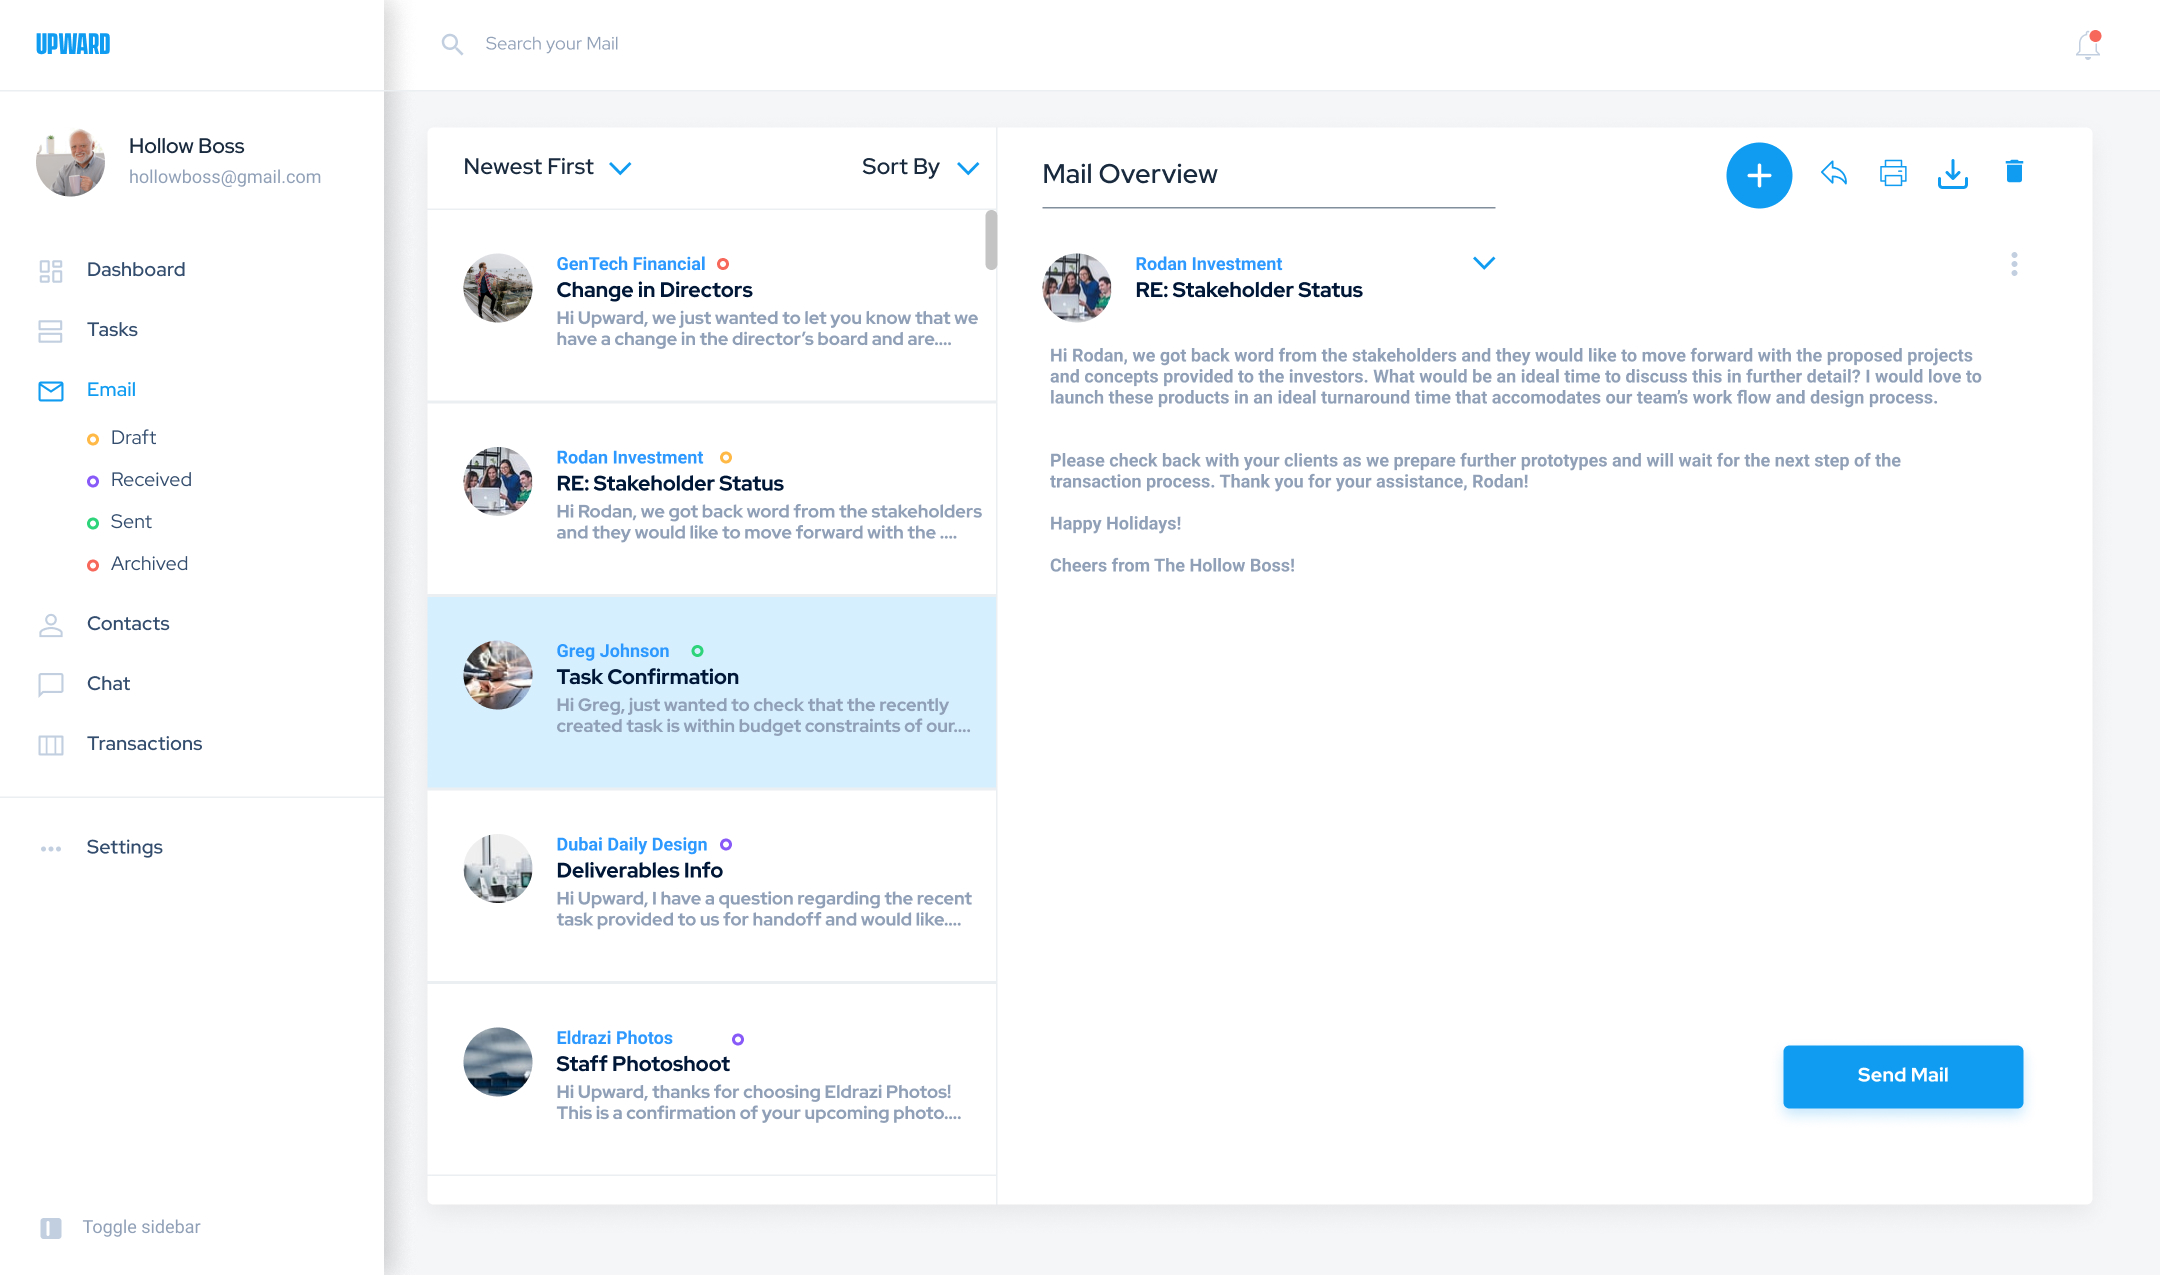 UPWARD
Search your Mail
Hollow Boss
hollowboss@gmail.com
Dashboard
Tasks
Email
Draft
Received
Sent
Archived
Contacts
Chat
Transactions
Settings
Toggle sidebar
Newest First
Sort By
GenTech Financial
Change in Directors
Hi Upward, we just wanted to let you know that we
have a change in the director’s board and are....
Rodan Investment
RE: Stakeholder Status
Hi Rodan, we got back word from the stakeholders
and they would like to move forward with the ....
Greg Johnson
Task Confirmation
Hi Greg, just wanted to check that the recently
created task is within budget constraints of our....
Dubai Daily Design
Deliverables Info
Hi Upward, I have a question regarding the recent
task provided to us for handoff and would like....
Eldrazi Photos
Staff Photoshoot
Hi Upward, thanks for choosing Eldrazi Photos!
This is a confirmation of your upcoming photo....
Mail Overview
Rodan Investment
RE: Stakeholder Status
Hi Rodan, we got back word from the stakeholders and they would like to move forward with the proposed projects
and concepts provided to the investors. What would be an ideal time to discuss this in further detail? I would love to
launch these products in an ideal turnaround time that accomodates our team’s work flow and design process.
Please check back with your clients as we prepare further prototypes and will wait for the next step of the
transaction process. Thank you for your assistance, Rodan!
Happy Holidays!
Cheers from The Hollow Boss!
Send Mail